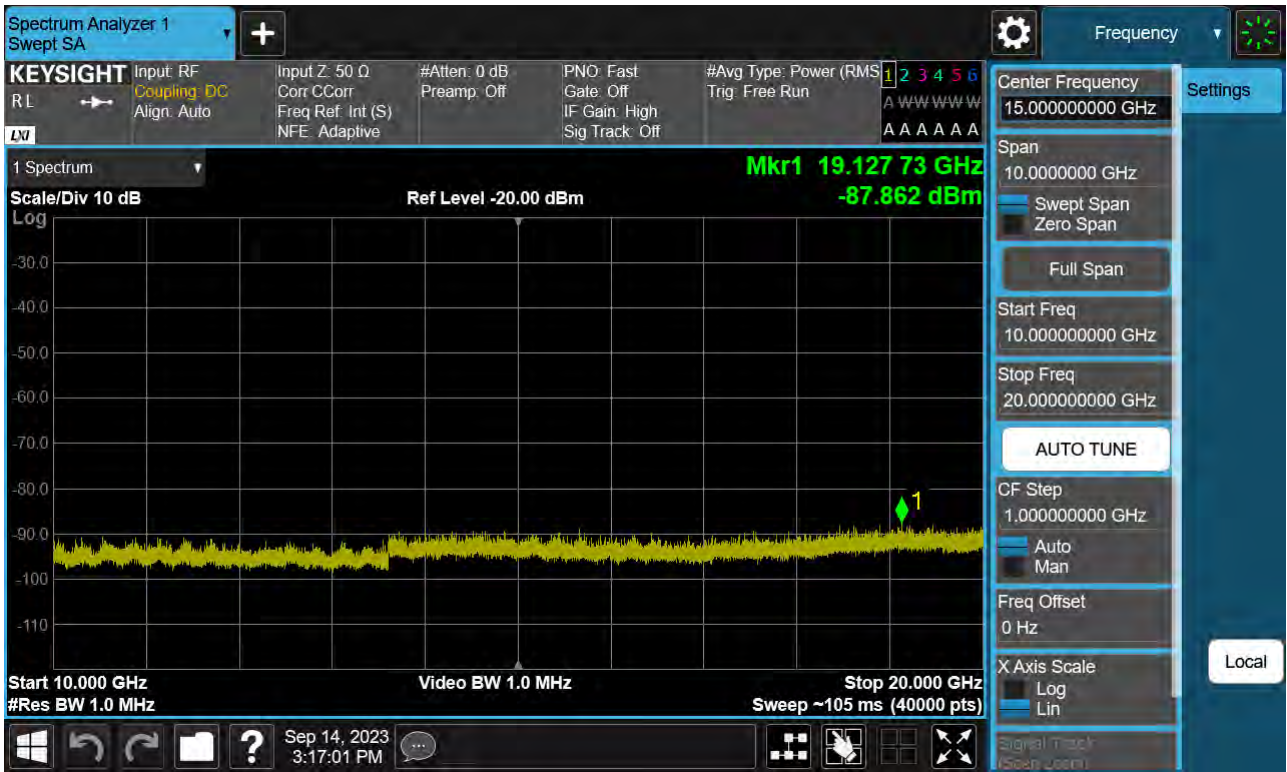 Spectrum Analyzer 1
Swept SA
+
Frequency
KEYSIGHT
RL
LXI
Input: RF
Coupling: DC
Align: Auto
Input Z: 50 Ω
Corr CCorr
Freq Ref: Int (S)
NFE: Adaptive
#Atten: 0 dB
Preamp: Off
PNO: Fast
Gate: Off
IF Gain: High
Sig Track: Off
#Avg Type: Power (RMS
Trig: Free Run
1 2 3 4 5 6
A W W W W W
A A A A A A
1 Spectrum
Scale/Div 10 dB
Ref Level -20.00 dBm
Mkr1 19.127 73 GHz
-87.862 dBm
Log
-30.0
-40.0
-50.0
-60.0
-70.0
-80.0
-90.0
-100
-110
1
Start 10.000 GHz
#Res BW 1.0 MHz
Video BW 1.0 MHz
Stop 20.000 GHz
Sweep ~105 ms (40000 pts)
Center Frequency
15.000000000 GHz
Span
10.0000000 GHz
Swept Span
Zero Span
Full Span
Start Freq
10.000000000 GHz
Stop Freq
20.000000000 GHz
AUTO TUNE
CF Step
1.000000000 GHz
Auto
Man
Freq Offset
0 Hz
X Axis Scale
Log
Lin
Signal Track
(Span Zoom)
Settings
Local
?
Sep 14, 2023
3:17:01 PM